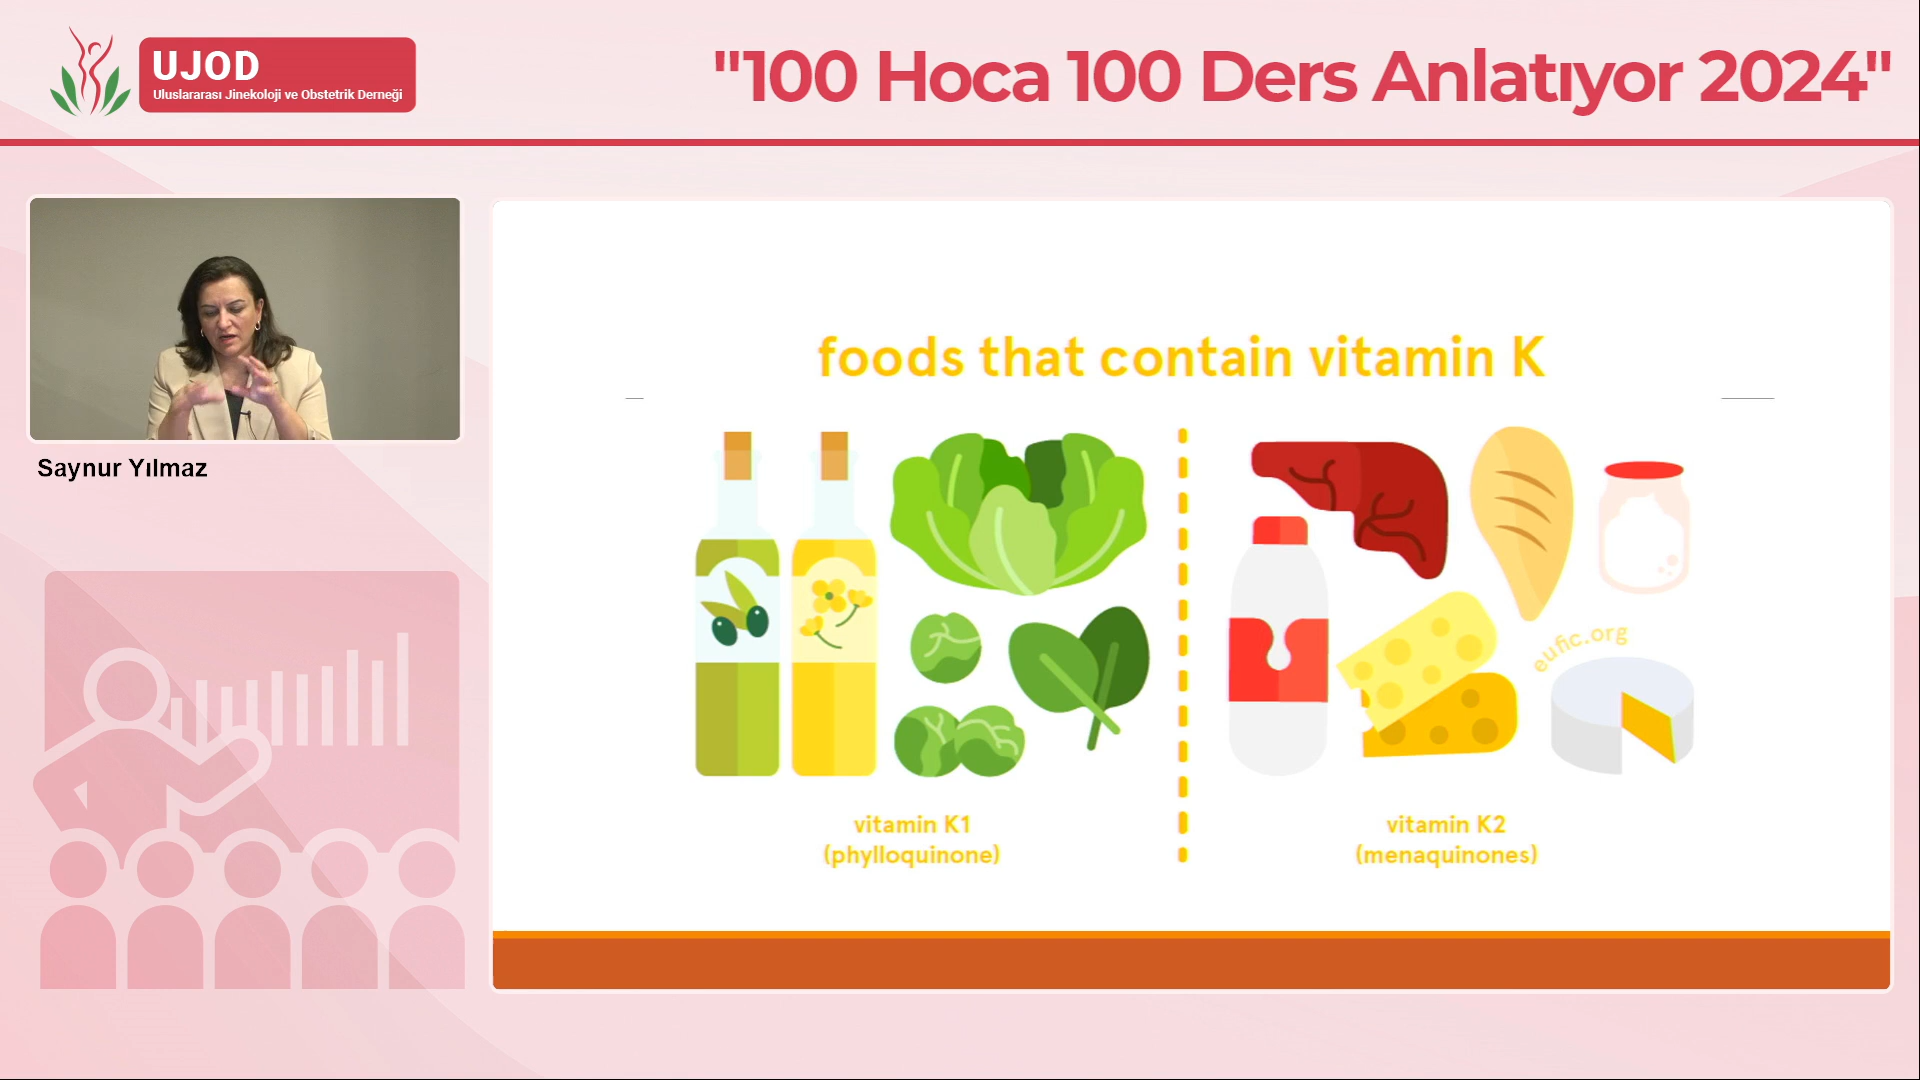 UJOD
Uluslararası Jinekoloji ve Obstetrik Derneği
"100 Hoca 100 Ders Anlatıyor 2024"
Saynur Yılmaz
foods that contain vitamin K
eufic.org
vitamin K1
(phylloquinone)
vitamin K2
(menaquinones)